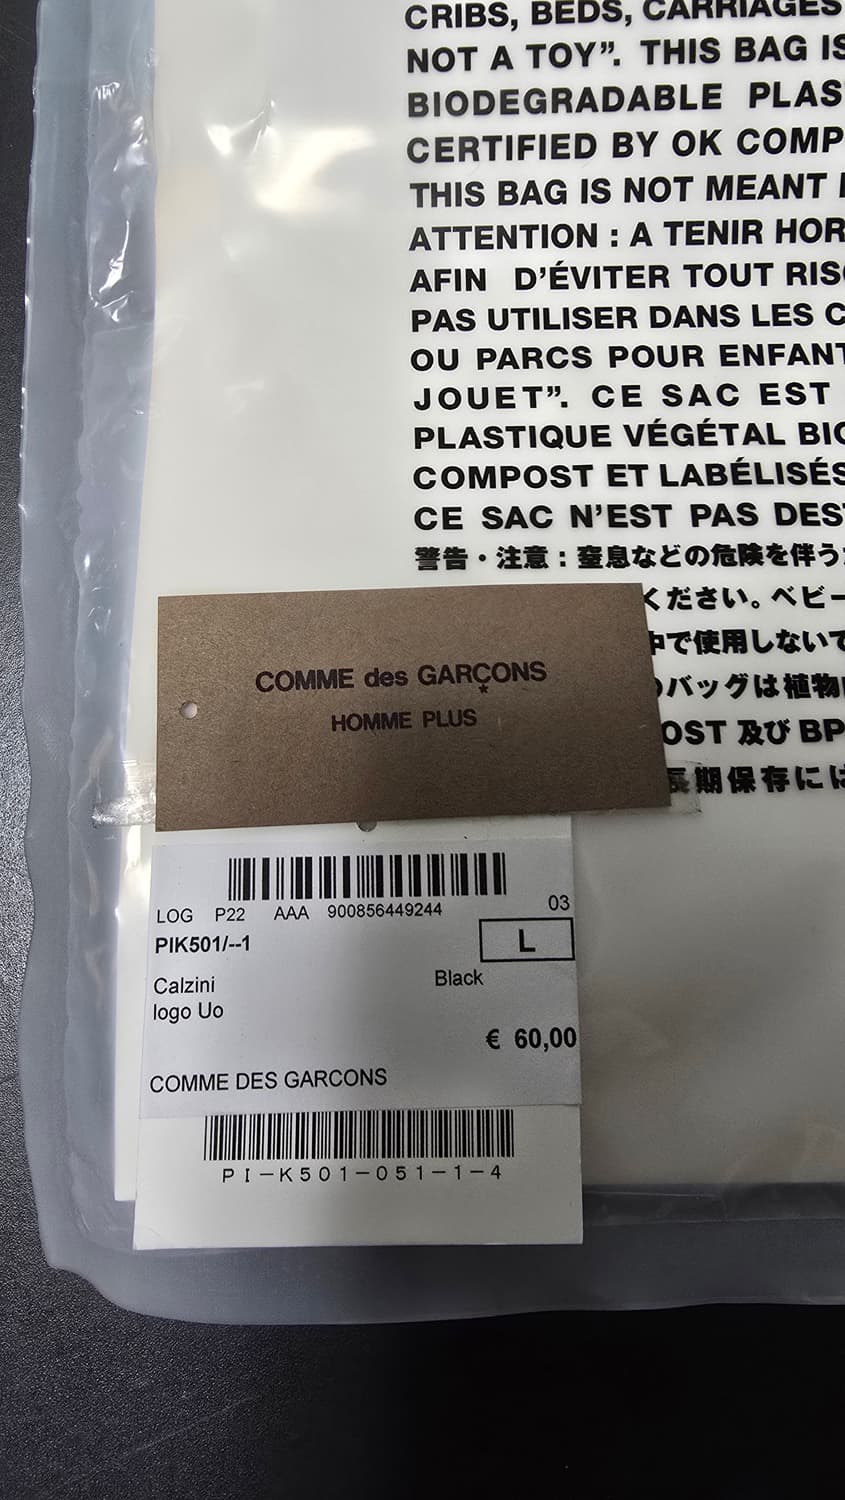 CRIBS, BEDS, CARRIAGES
NOT A TOY”. THIS BAG IS
BIODEGRADABLE PLAS
CERTIFIED BY OK COMP
THIS BAG IS NOT MEANT
ATTENTION : A TENIR HOR
AFIN D’ÉVITER TOUT RIS
PAS UTILISER DANS LES C
OU PARCS POUR ENFANT
JOUET”. CE SAC EST
PLASTIQUE VÉGÉTAL BIO
COMPOST ET LABÉLISÉS
CE SAC N’EST PAS DES
警告・注意：窒息などの危険を伴う
ください。ベビー
中で使用しないで
バッグは植物
OST 及び BP
長期保存には
COMME des GARÇONS
HOMME PLUS
LOG P22 AAA 900856449244 03
PIK501/--1
L
Calzini Black
logo Uo
€ 60,00
COMME DES GARCONS
PI-K501-051-1-4